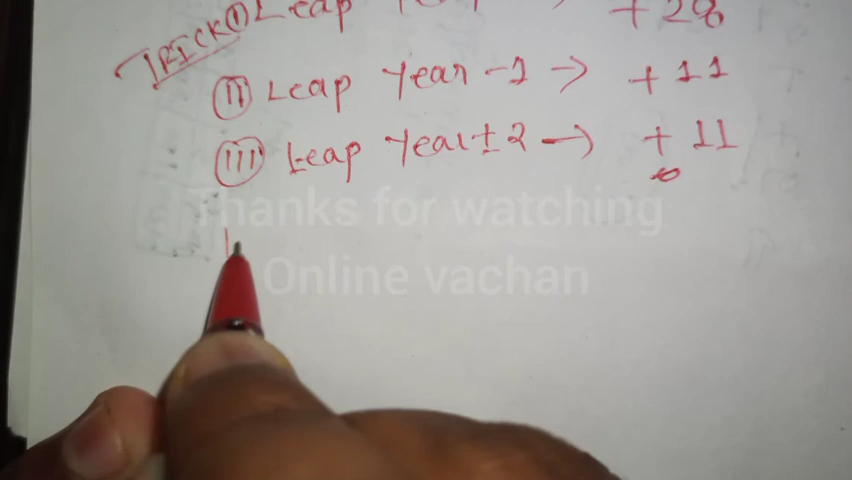 TRICK (i) Leap Year + 28
(ii) Leap Year - 1 → + 11
(iii) Leap Year ± 2 → + 11
Thanks for watching
Online vachan